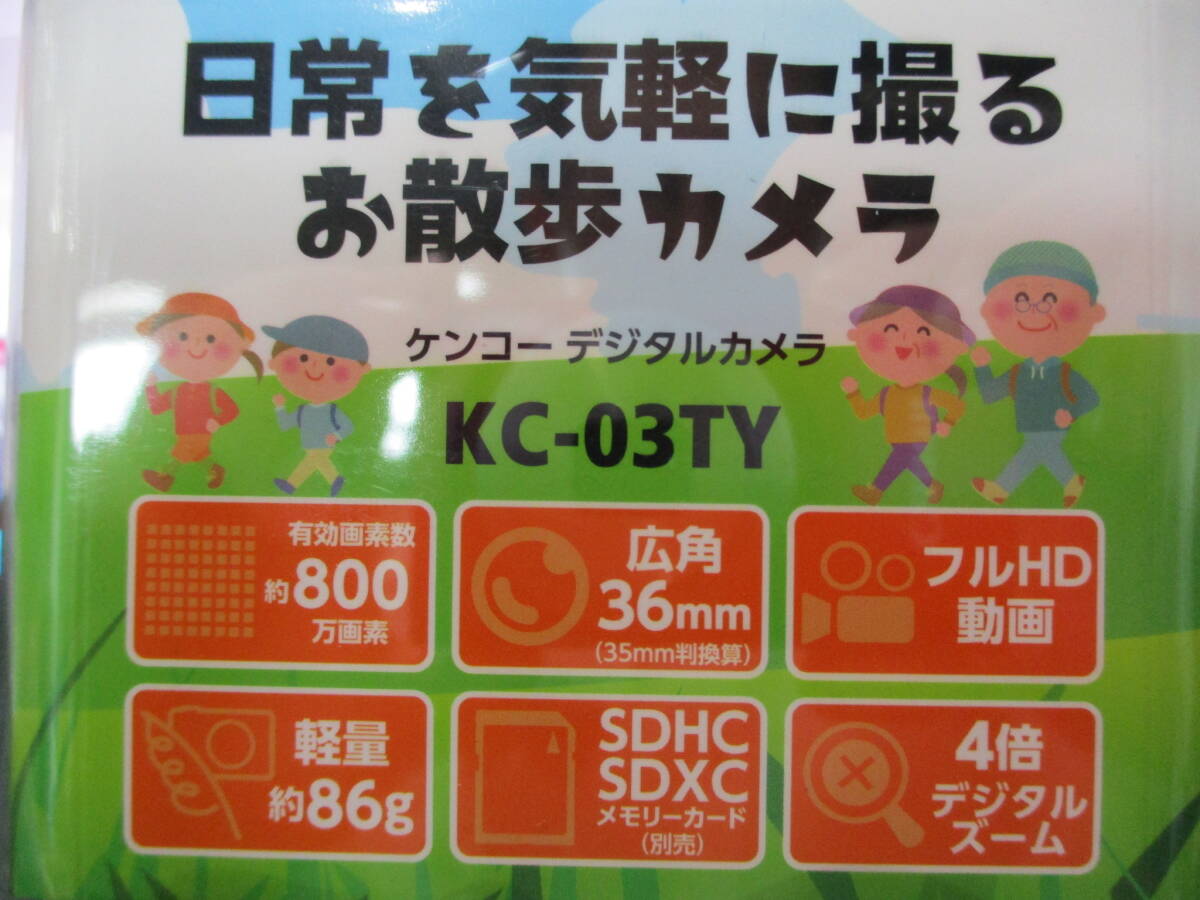 日常を気軽に撮る
お散歩カメラ
ケンコー デジタルカメラ
KC-03TY
有効画素数
約800
万画素
広角
36mm
(35mm判換算)
フルHD
動画
軽量
約86g
SDHC
SDXC
メモリーカード
(別売)
4倍
デジタル
ズーム